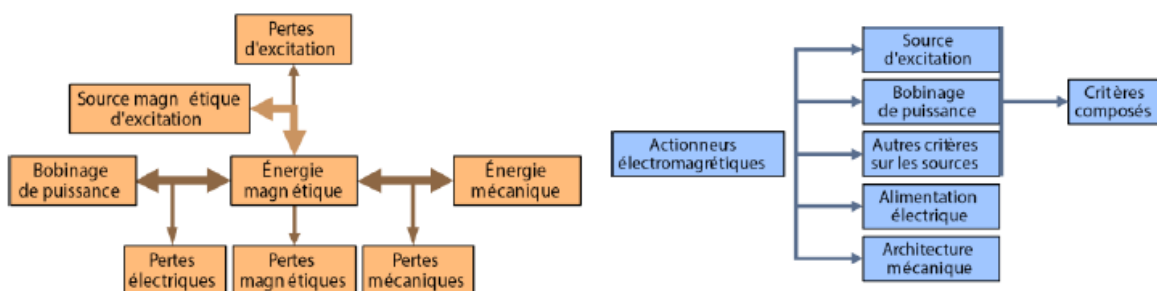 Pertes
d'excitation
Source magn étique
d'excitation
Bobinage
de puissance
Énergie
magn étique
Énergie
mécanique
Pertes
électriques
Pertes
magn étiques
Pertes
mécaniques
Actionneurs
électromagrétiques
Source
d'excitation
Bobinage
de puissance
Autres critères
sur les sources
Alimentation
électrique
Architecture
mécanique
Critères
composés